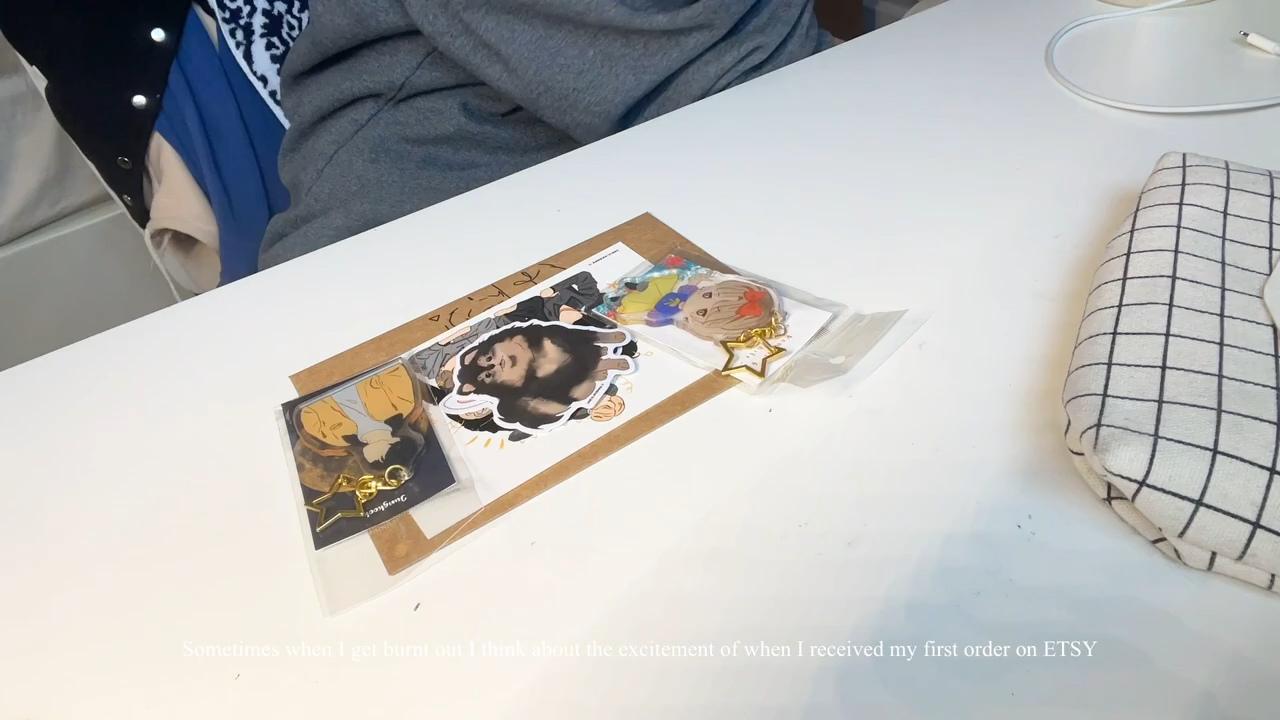 Sometimes when I get burnt out I think about the excitement of when I received my first order on ETSY